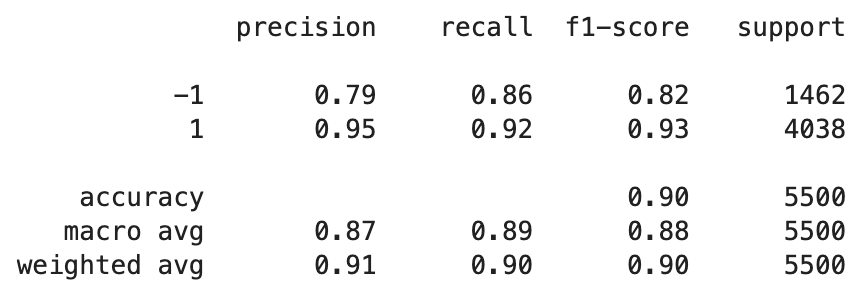 precision recall f1-score support
-1 0.79 0.86 0.82 1462
1 0.95 0.92 0.93 4038
accuracy 0.90 5500
macro avg 0.87 0.89 0.88 5500
weighted avg 0.91 0.90 0.90 5500